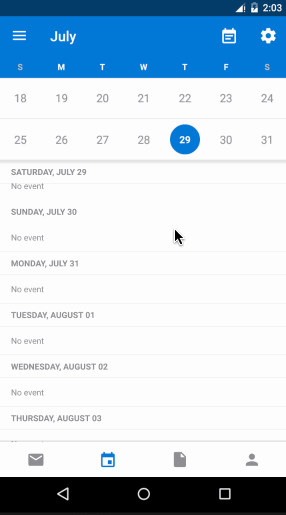 2:03
July
S M T W T F S
18 19 20 21 22 23 24
25 26 27 28 29 30 31
SATURDAY, JULY 29
No event
SUNDAY, JULY 30
No event
MONDAY, JULY 31
No event
TUESDAY, AUGUST 01
No event
WEDNESDAY, AUGUST 02
No event
THURSDAY, AUGUST 03